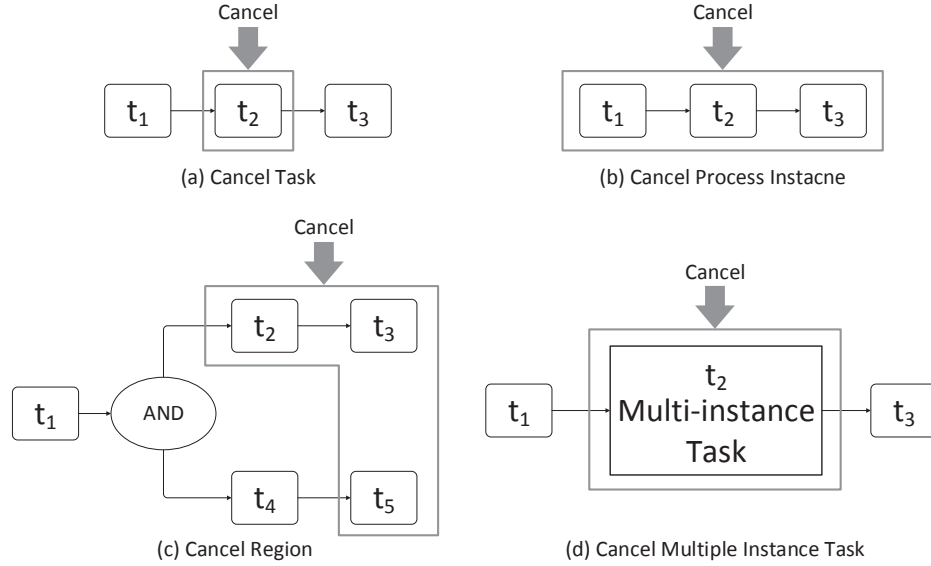 Cancel
t1
t2
t3
(a) Cancel Task
Cancel
t1
t2
t3
(b) Cancel Process Instacne
Cancel
t2
t3
t1
AND
t4
t5
(c) Cancel Region
Cancel
t1
t2
Multi-instance
Task
t3
(d) Cancel Multiple Instance Task